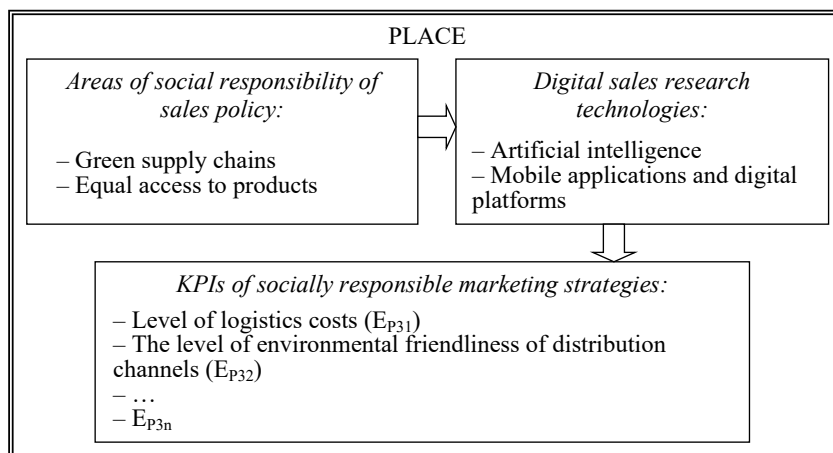 PLACE
Areas of social responsibility of
sales policy:
– Green supply chains
– Equal access to products
Digital sales research
technologies:
– Artificial intelligence
– Mobile applications and digital
platforms
KPIs of socially responsible marketing strategies:
– Level of logistics costs (EP31)
– The level of environmental friendliness of distribution
channels (EP32)
– …
– EP3n